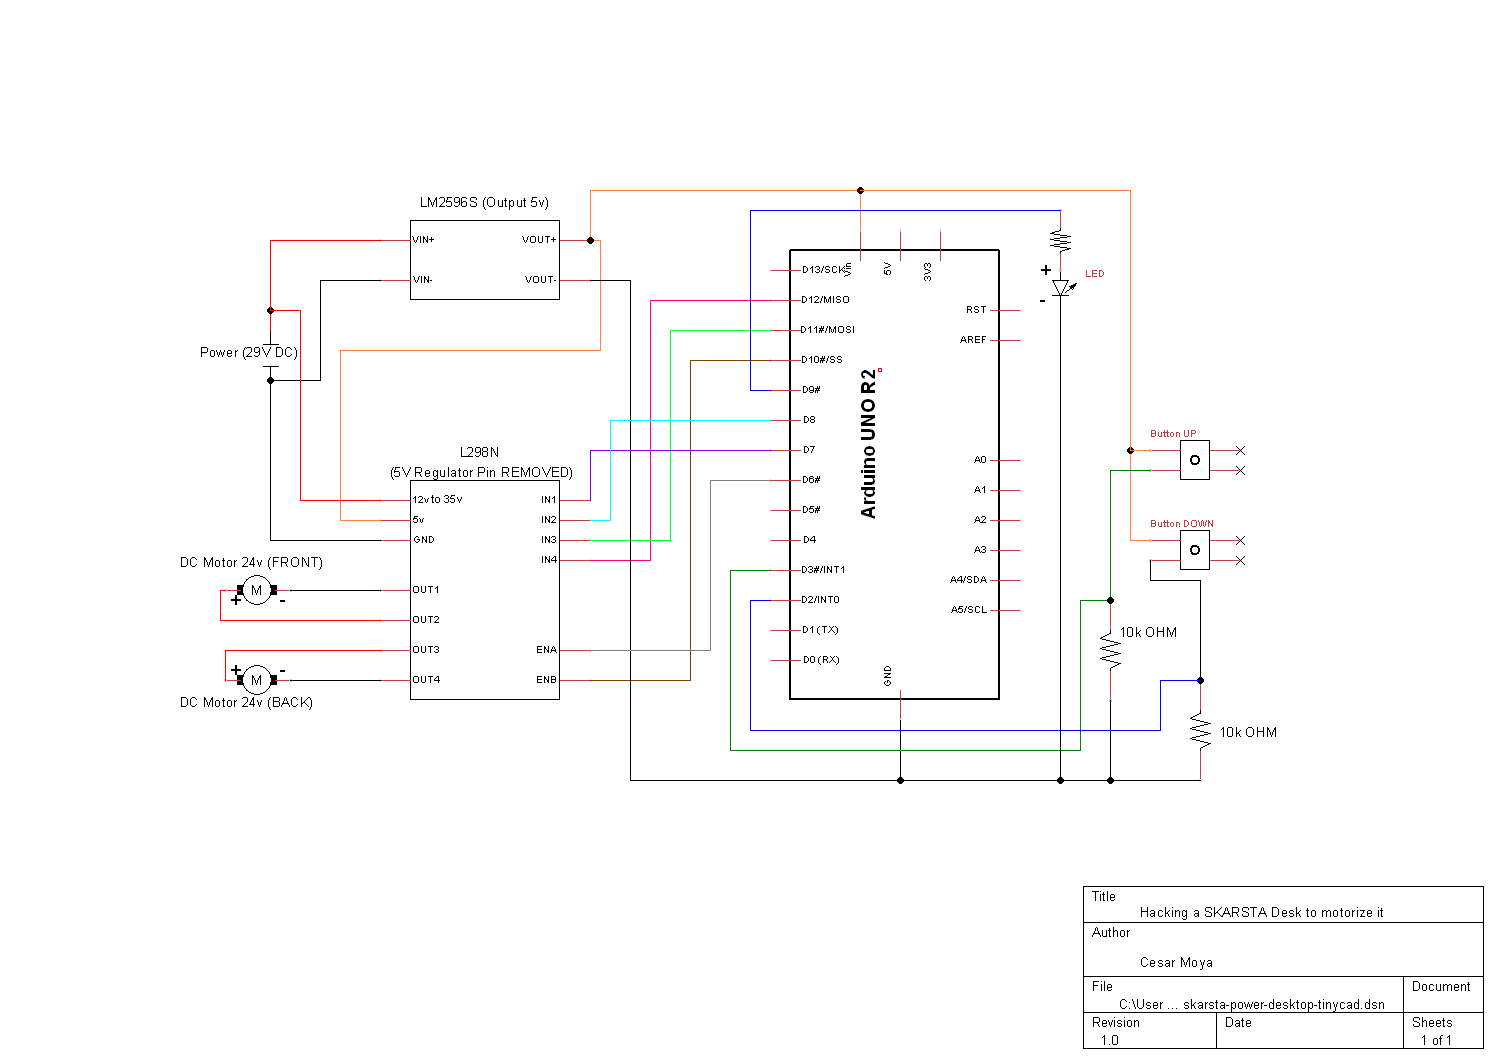 LM2596S (Output 5v)
VIN+
VOUT+
VIN-
VOUT-
Power (29V DC)
L298N
(5V Regulator Pin REMOVED)
12v to 35v
5v
GND
IN1
IN2
IN3
IN4
OUT1
OUT2
OUT3
OUT4
ENA
ENB
DC Motor 24v (FRONT)
M
+
-
+
-
M
DC Motor 24v (BACK)
Vin
5V
3V3
D13/SCK
D12/MISO
D11#/MOSI
D10#/SS
D9#
D8
D7
D6#
D5#
D4
D3#/INT1
D2/INT0
D1 (TX)
D0 (RX)
Arduino UNO R2
RST
AREF
A0
A1
A2
A3
A4/SDA
A5/SCL
GND
+
LED
-
Button UP
O
Button DOWN
O
10k OHM
10k OHM
Title
Hacking a SKARSTA Desk to motorize it
Author
Cesar Moya
File
Document
C:\User ... skarsta-power-desktop-tinycad.dsn
Revision
Date
Sheets
1.0
1 of 1